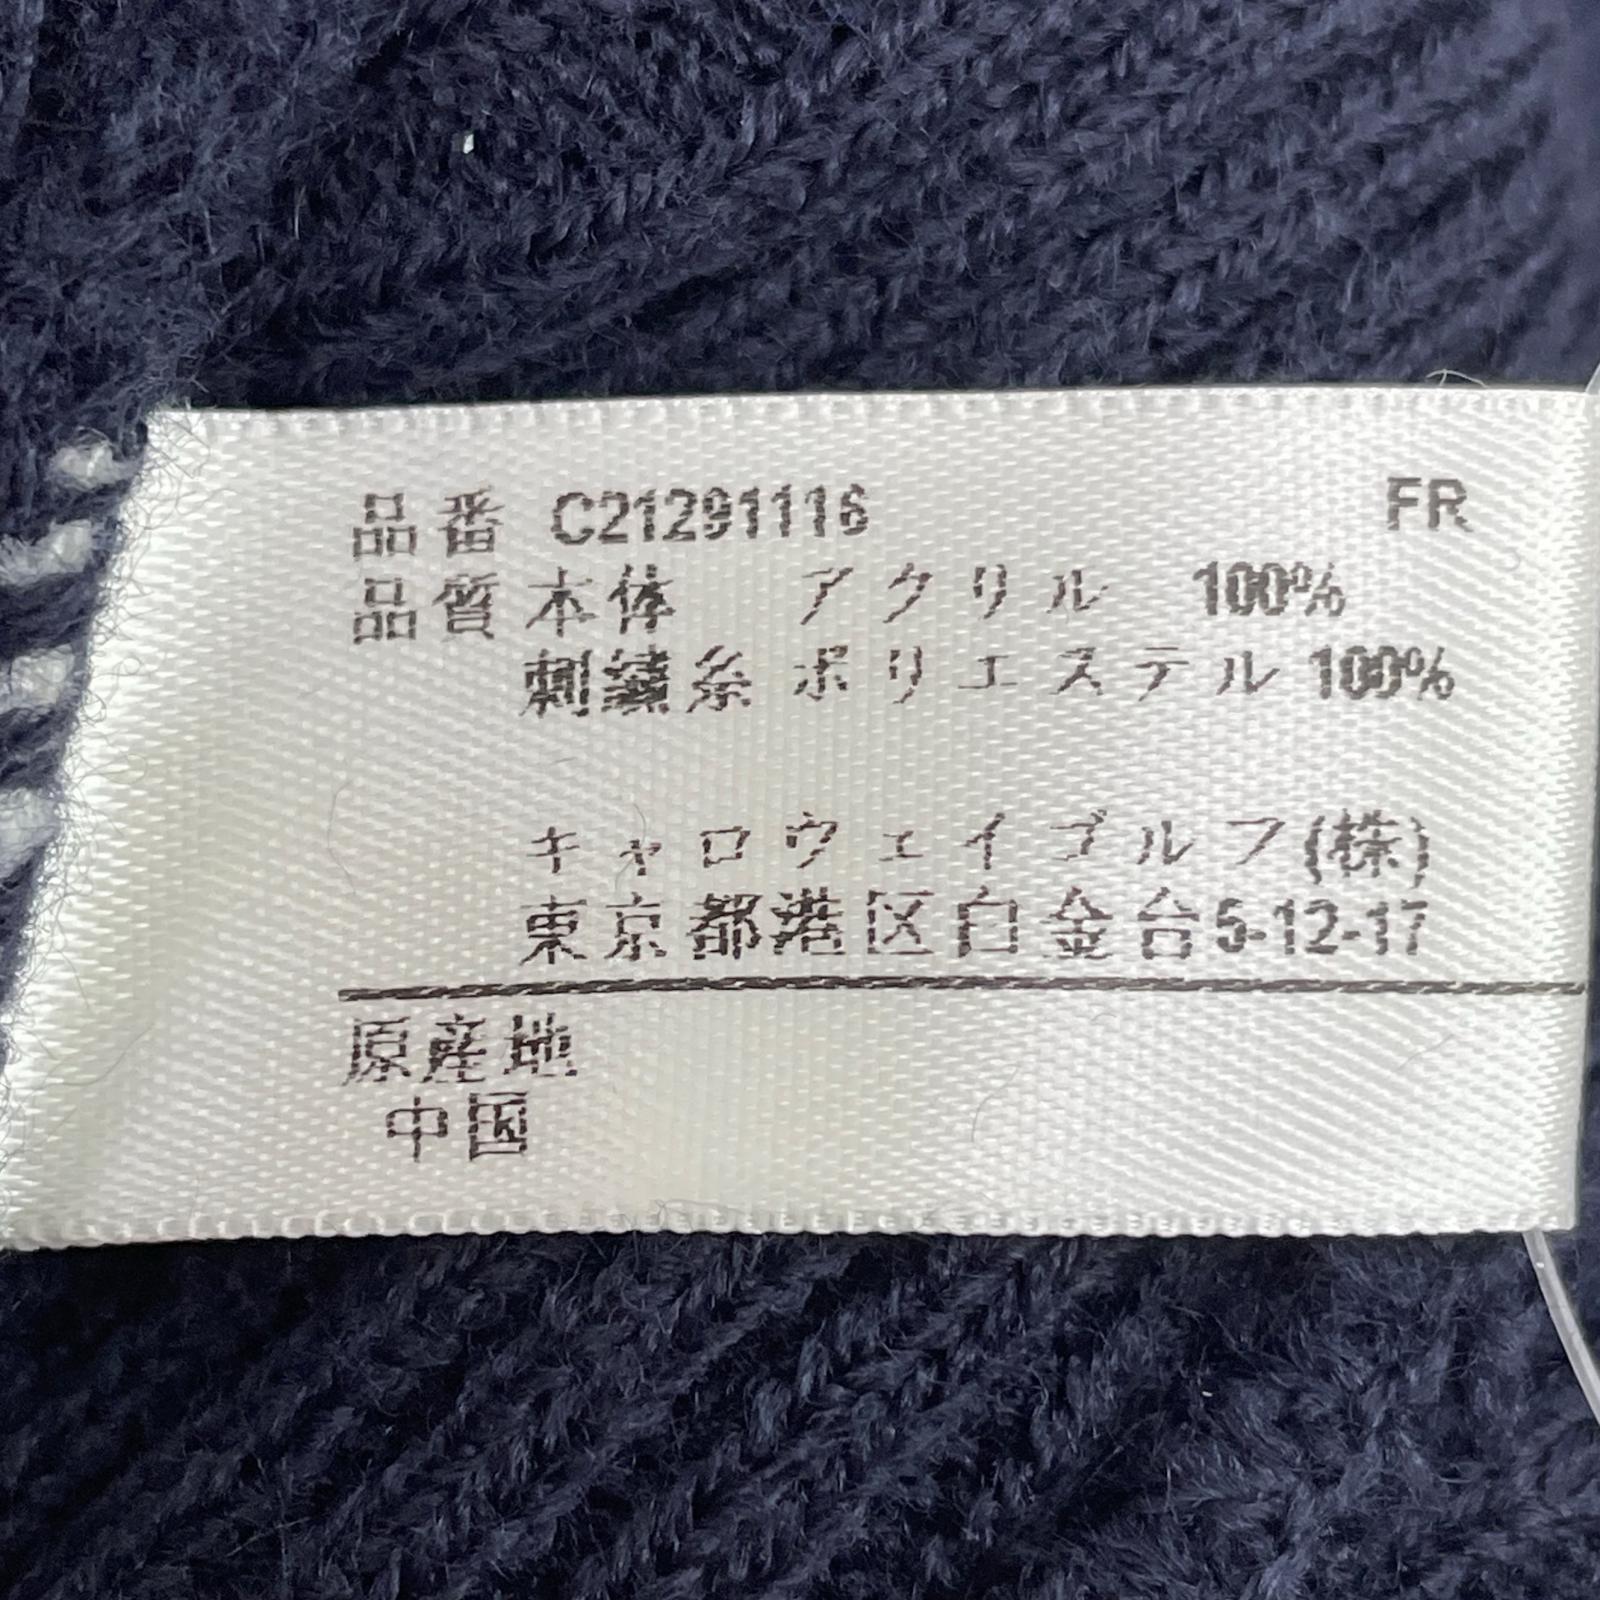 品番 C21291116 FR
品質 本体 アクリル 100%
刺繍糸 ポリエステル 100%
キャロウェイゴルフ(株)
東京都港区白金台5-12-17
原産地
中国